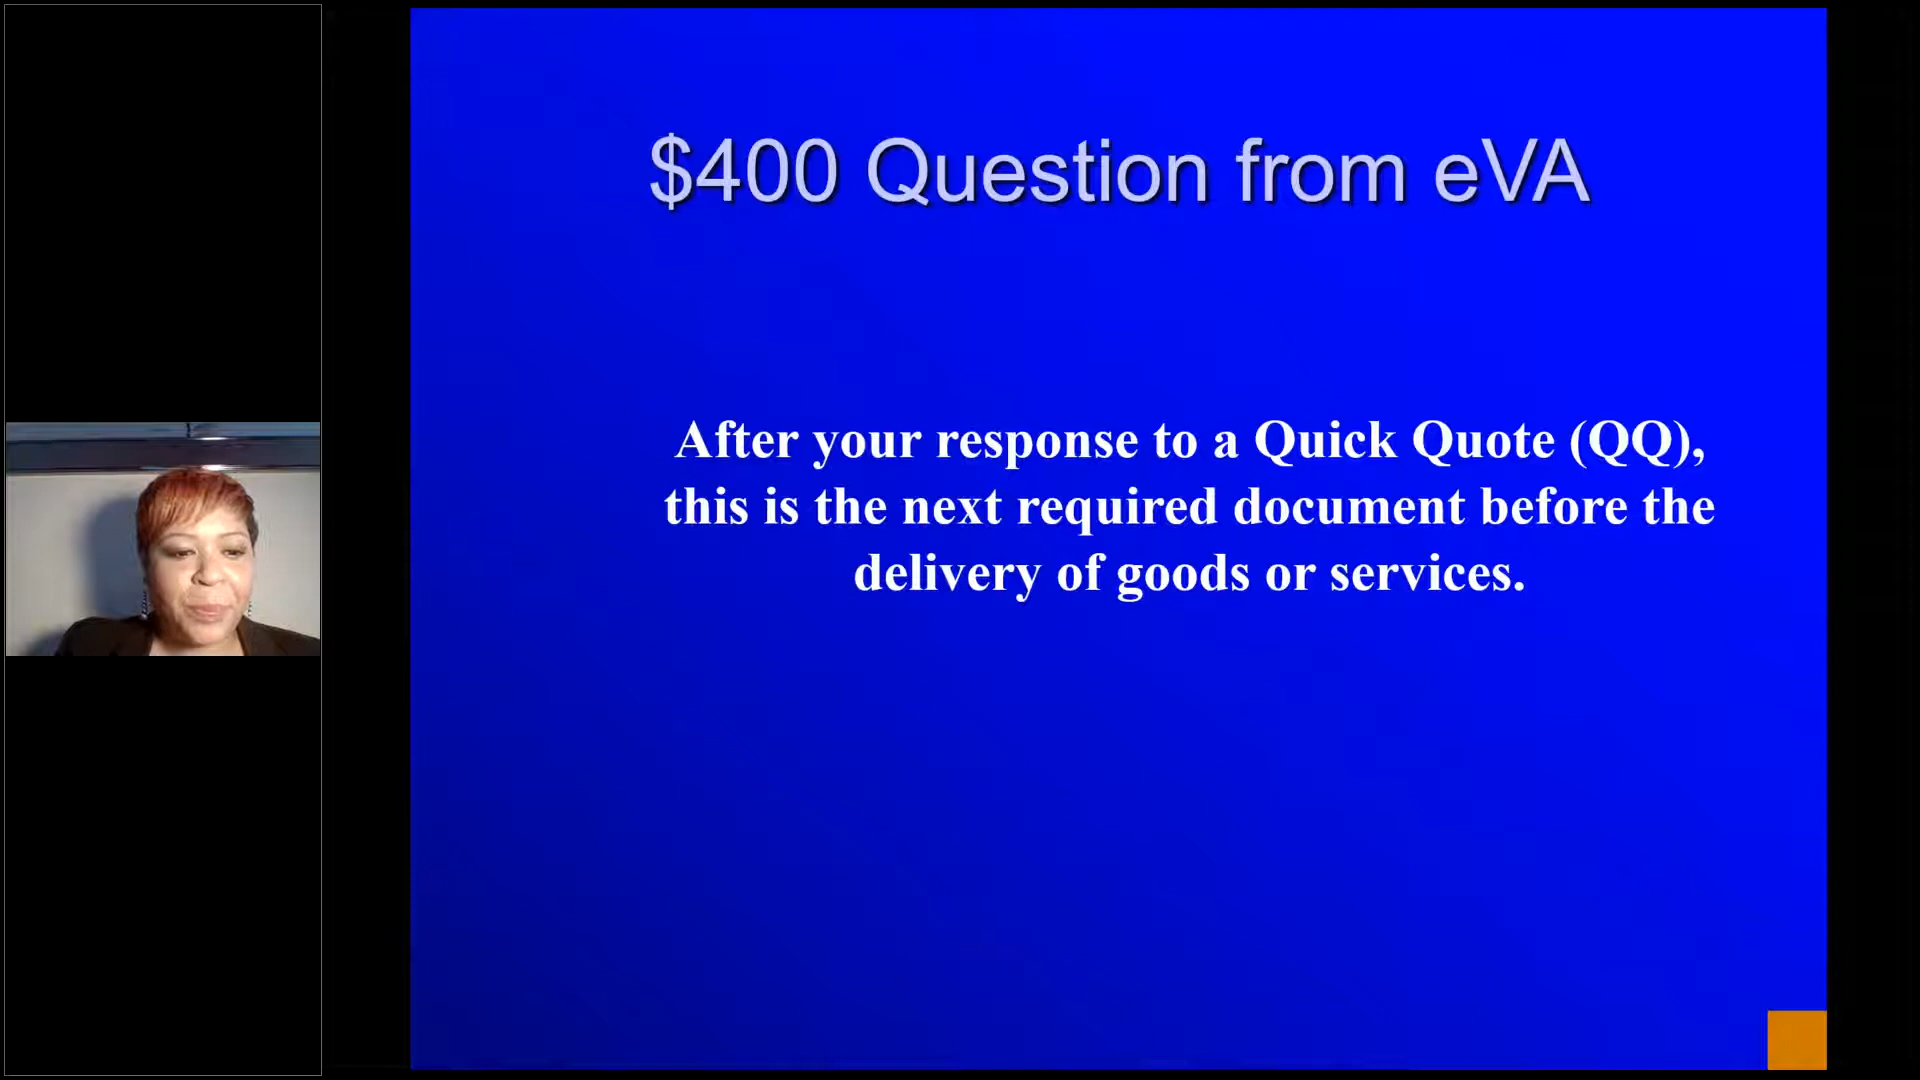 $400 Question from eVA
After your response to a Quick Quote (QQ),
this is the next required document before the
delivery of goods or services.